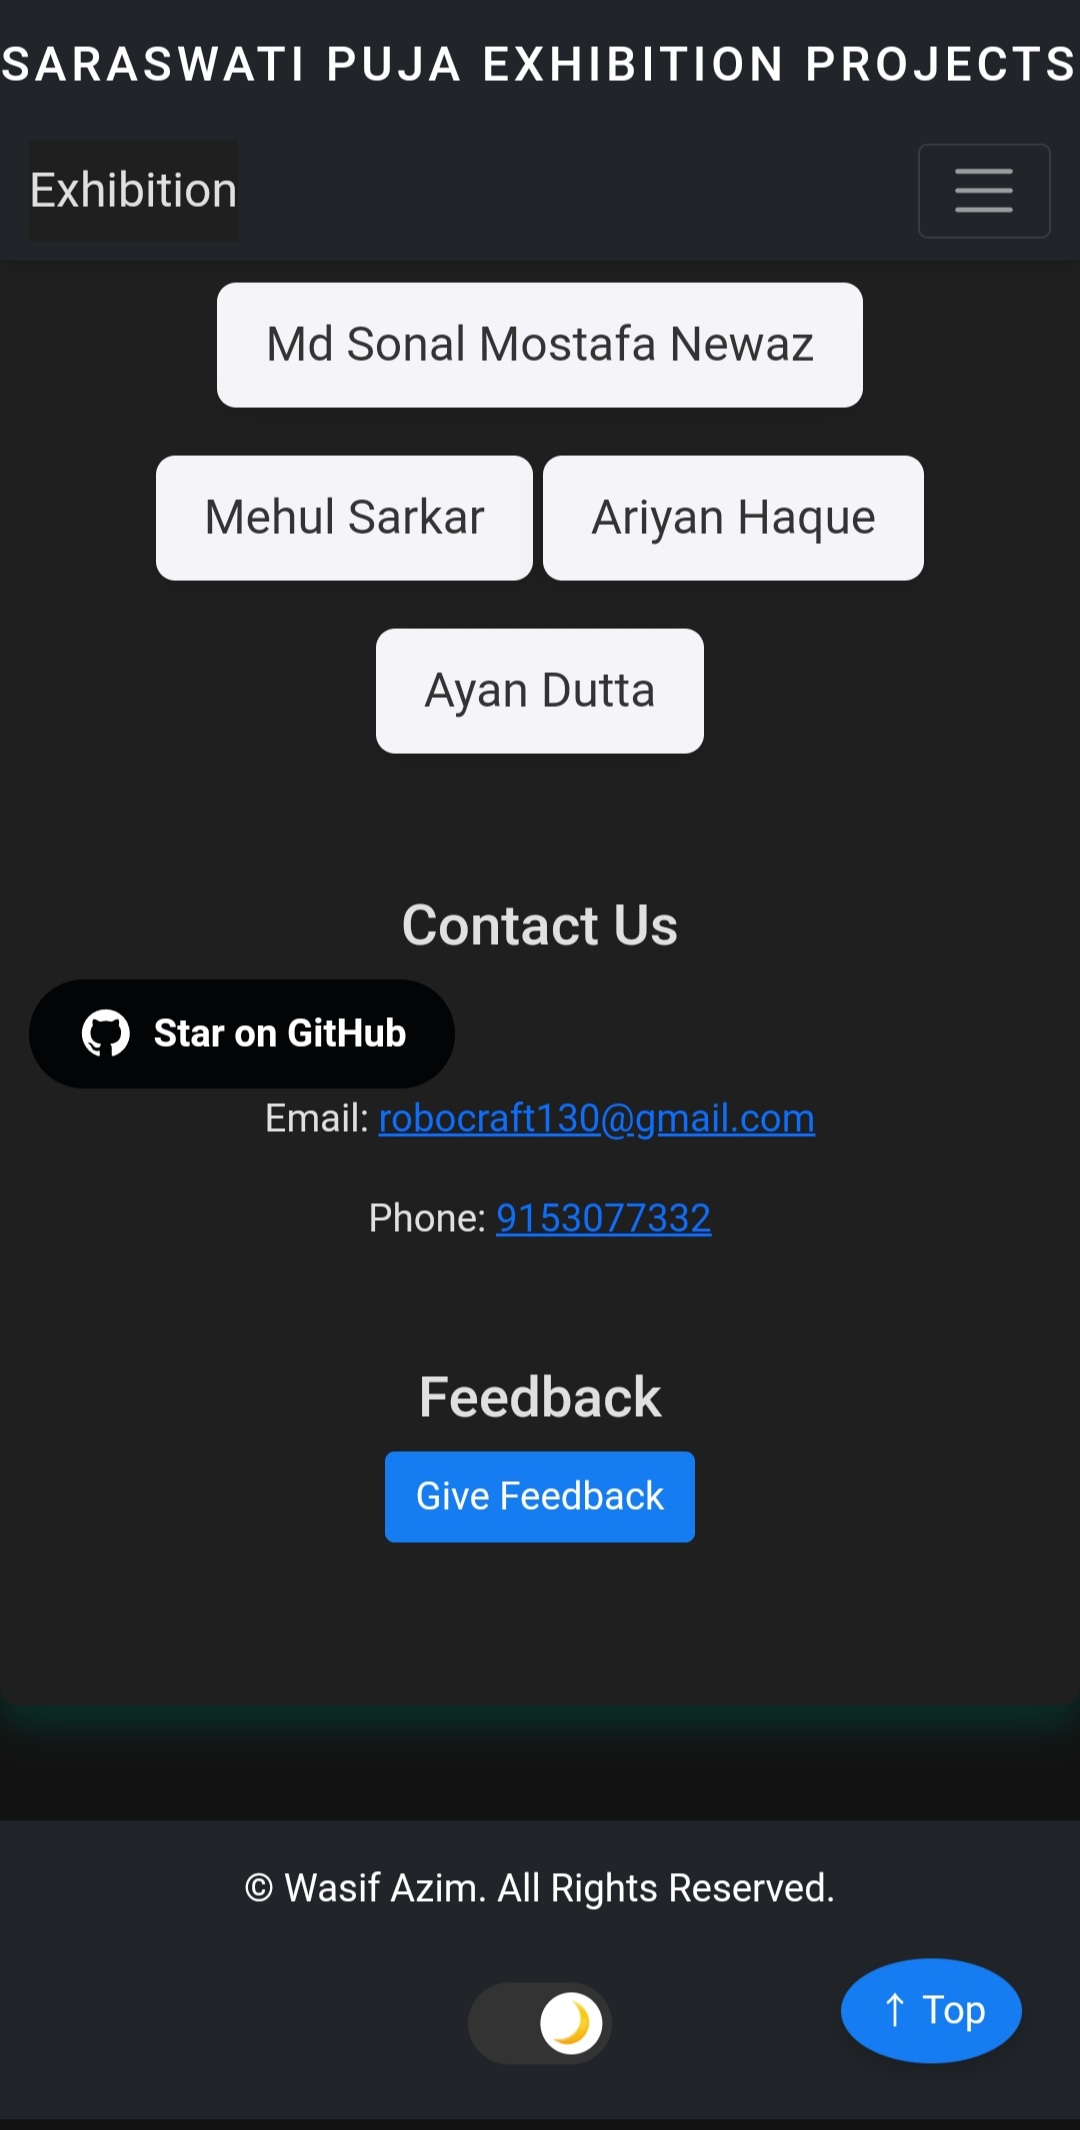 SARASWATI PUJA EXHIBITION PROJECTS
Exhibition
Md Sonal Mostafa Newaz
Mehul Sarkar Ariyan Haque
Ayan Dutta
Contact Us
Star on GitHub
Email: robocraft130@gmail.com
Phone: 9153077332
Feedback
Give Feedback
© Wasif Azim. All Rights Reserved.
↑ Top